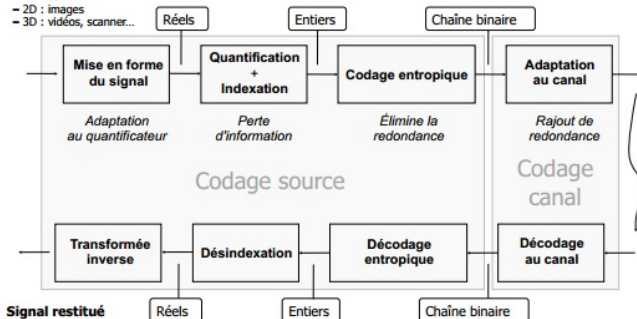 – 2D : images
– 3D : vidéos, scanner...
Réels
Entiers
Chaîne binaire
Mise en forme
du signal
Quantification
+
Indexation
Codage entropique
Adaptation
au canal
Adaptation
au quantificateur
Perte
d'information
Élimine la
redondance
Rajout de
redondance
Codage source
Codage
canal
Transformée
inverse
Désindexation
Décodage
entropique
Décodage
au canal
Signal restitué
Réels
Entiers
Chaîne binaire